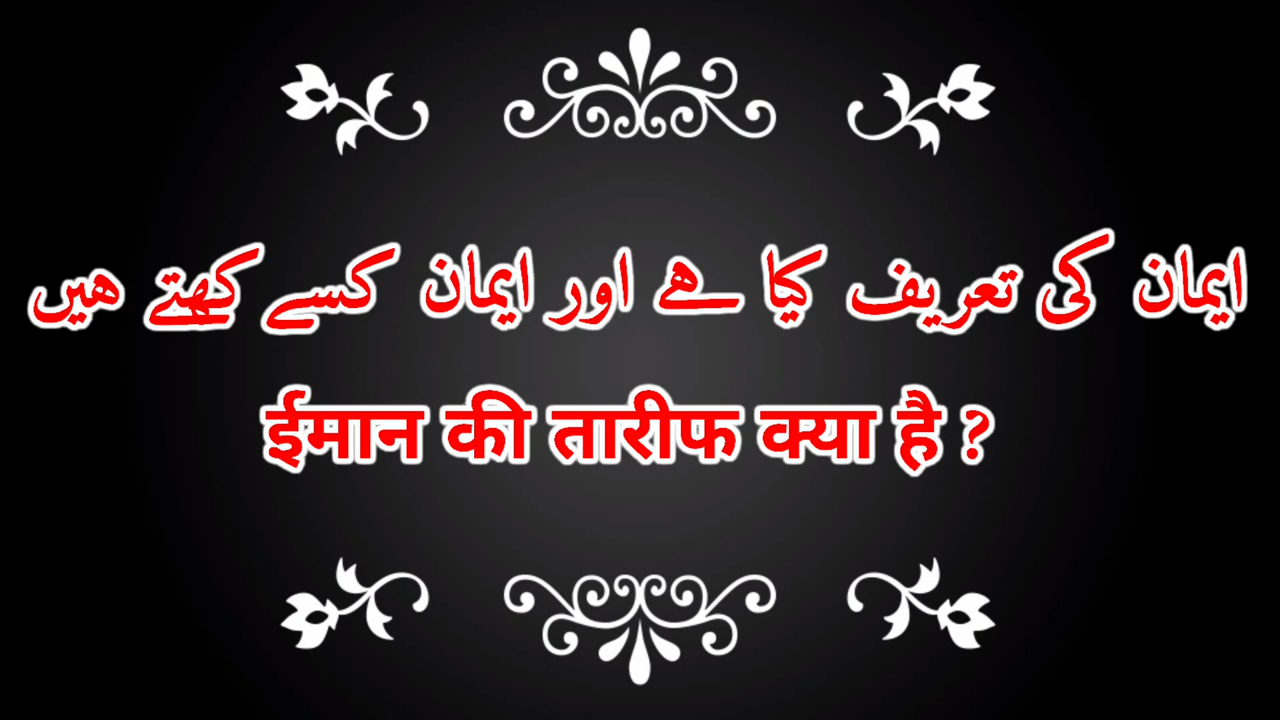 ایمان کی تعریف کیا ھے اور ایمان کسے کھتے ھیں
ईमान की तारीफ क्या है ?